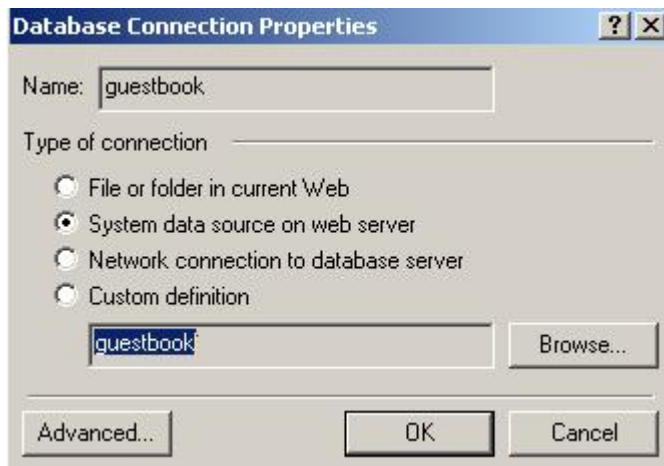 Database Connection Properties ? X
Name: guestbook
Type of connection
File or folder in current Web
System data source on web server
Network connection to database server
Custom definition
guestbook Browse...
Advanced... OK Cancel